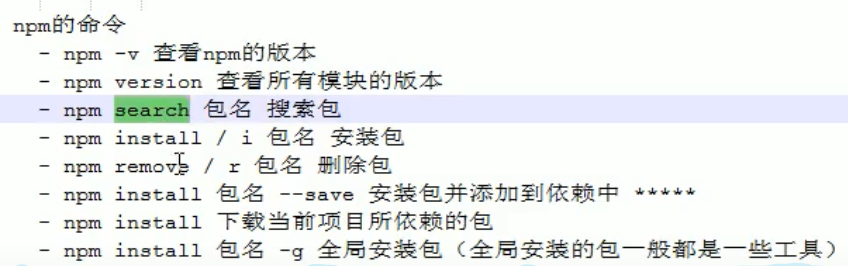 npm的命令
- npm -v 查看npm的版本
- npm version 查看所有模块的版本
- npm search 包名 搜索包
- npm install / i 包名 安装包
- npm remove / r 包名 删除包
- npm install 包名 --save 安装包并添加到依赖中 *****
- npm install 下载当前项目所依赖的包
- npm install 包名 -g 全局安装包（全局安装的包一般都是一些工具）